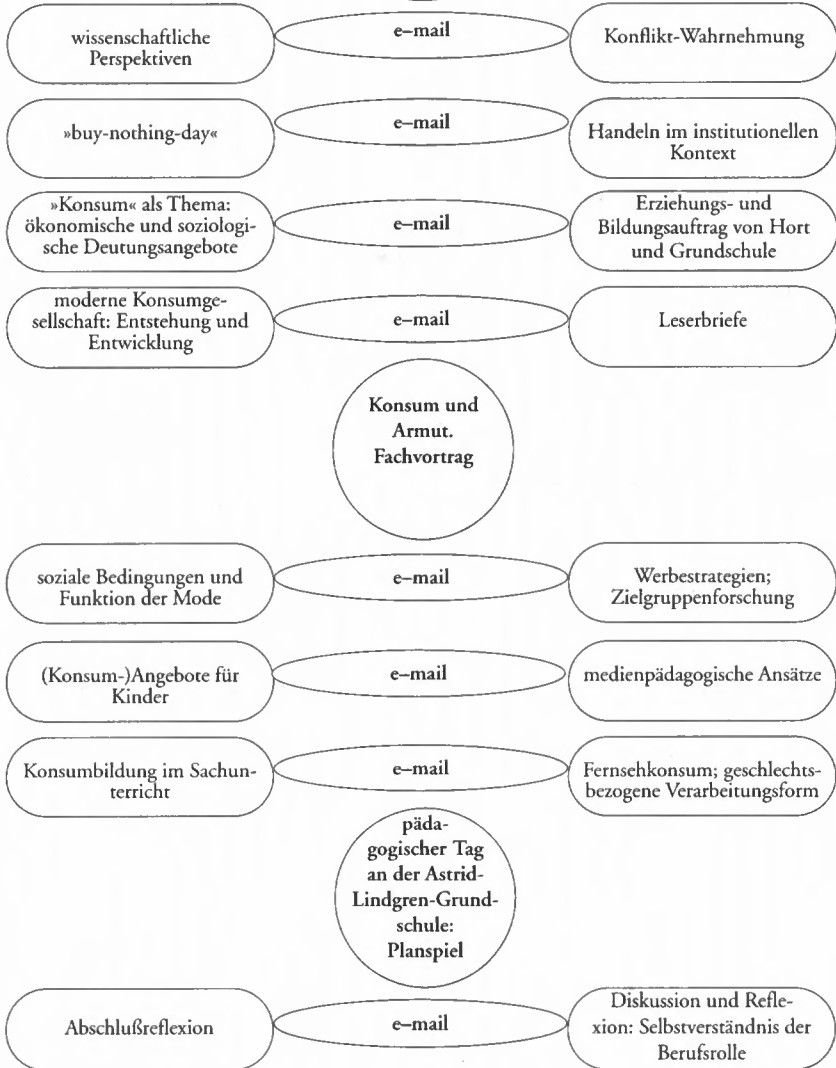 wissenschaftliche
Perspektiven
e–mail
Konflikt-Wahrnehmung
»buy-nothing-day«
e–mail
Handeln im institutionellen
Kontext
»Konsum« als Thema:
ökonomische und soziologi-
sche Deutungsangebote
e–mail
Erziehungs- und
Bildungsauftrag von Hort
und Grundschule
moderne Konsumge-
sellschaft: Entstehung und
Entwicklung
e–mail
Leserbriefe
Konsum und
Armut.
Fachvortrag
soziale Bedingungen und
Funktion der Mode
e–mail
Werbestrategien;
Zielgruppenforschung
(Konsum-)Angebote für
Kinder
e–mail
medienpädagogische Ansätze
Konsumbildung im Sachun-
terricht
e–mail
Fernsehkonsum; geschlechts-
bezogene Verarbeitungsform
päda-
gogischer Tag
an der Astrid-
Lindgren-Grund-
schule:
Planspiel
Abschlußreflexion
e–mail
Diskussion und Refle-
xion: Selbstverständnis der
Berufsrolle